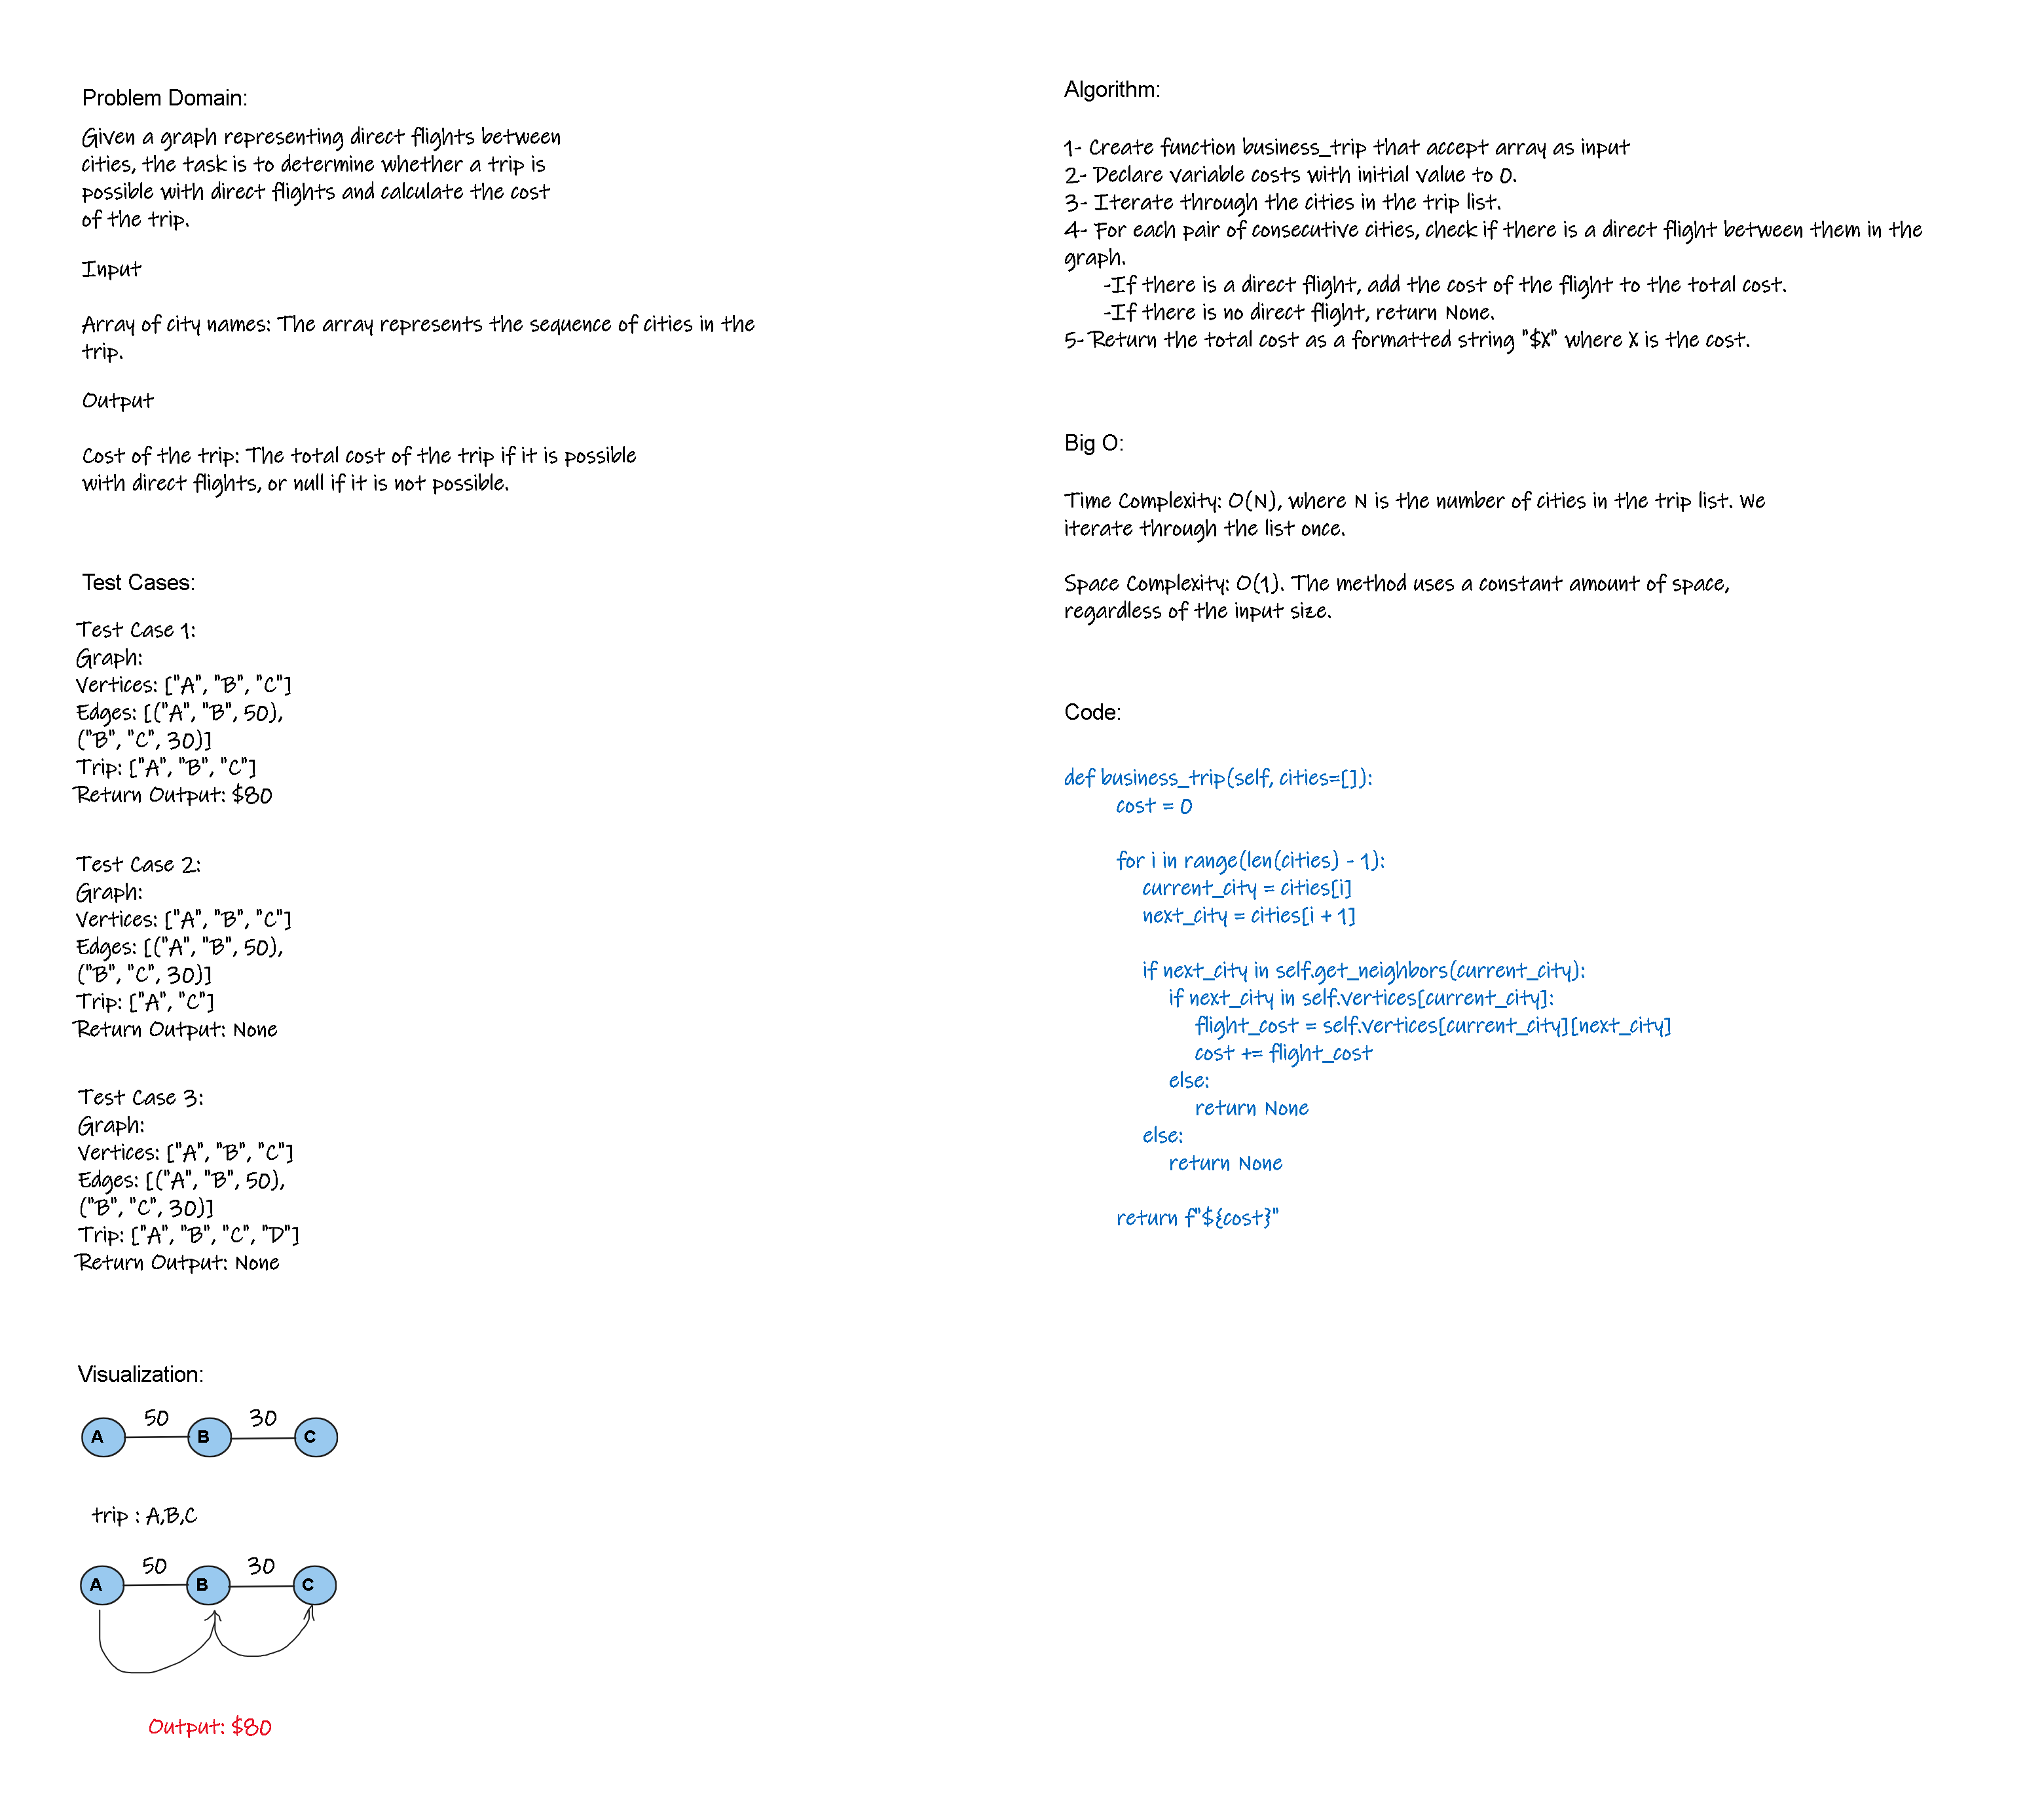 Problem Domain:
Given a graph representing direct flights between
cities, the task is to determine whether a trip is
possible with direct flights and calculate the cost
of the trip.
Input
Array of city names: The array represents the sequence of cities in the
trip.
Output
Cost of the trip: The total cost of the trip if it is possible
with direct flights, or null if it is not possible.
Test Cases:
Test Case 1:
Graph:
Vertices: ["A", "B", "C"]
Edges: [("A", "B", 50),
("B", "C", 30)]
Trip: ["A", "B", "C"]
Return Output: $80
Test Case 2:
Graph:
Vertices: ["A", "B", "C"]
Edges: [("A", "B", 50),
("B", "C", 30)]
Trip: ["A", "C"]
Return Output: None
Test Case 3:
Graph:
Vertices: ["A", "B", "C"]
Edges: [("A", "B", 50),
("B", "C", 30)]
Trip: ["A", "B", "C", "D"]
Return Output: None
Visualization:
50 30
A B C
trip : A,B,C
50 30
A B C
Output: $80
Algorithm:
1- Create function business_trip that accept array as input
2- Declare variable costs with initial value to 0.
3- Iterate through the cities in the trip list.
4- For each pair of consecutive cities, check if there is a direct flight between them in the
graph.
-If there is a direct flight, add the cost of the flight to the total cost.
-If there is no direct flight, return None.
5- Return the total cost as a formatted string "$X" where X is the cost.
Big O:
Time Complexity: O(N), where N is the number of cities in the trip list. We
iterate through the list once.
Space Complexity: O(1). The method uses a constant amount of space,
regardless of the input size.
Code:
def business_trip(self, cities=[]):
cost = 0
for i in range(len(cities) - 1):
current_city = cities[i]
next_city = cities[i + 1]
if next_city in self.get_neighbors(current_city):
if next_city in self.vertices[current_city]:
flight_cost = self.vertices[current_city][next_city]
cost += flight_cost
else:
return None
else:
return None
return f"${cost}"